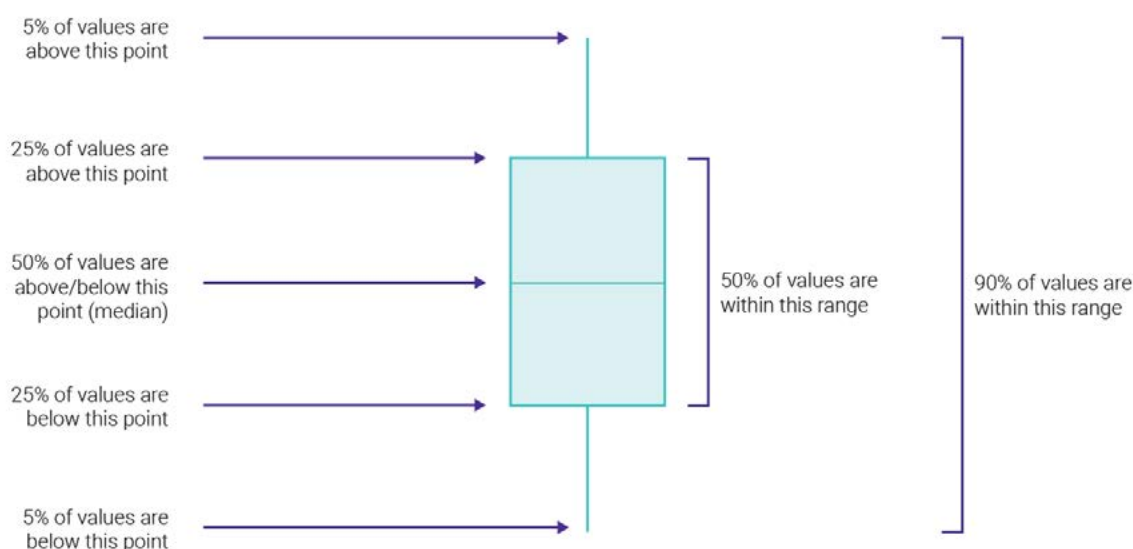 5% of values are
above this point
25% of values are
above this point
50% of values are
above/below this
point (median)
50% of values are
within this range
90% of values are
within this range
25% of values are
below this point
5% of values are
below this point